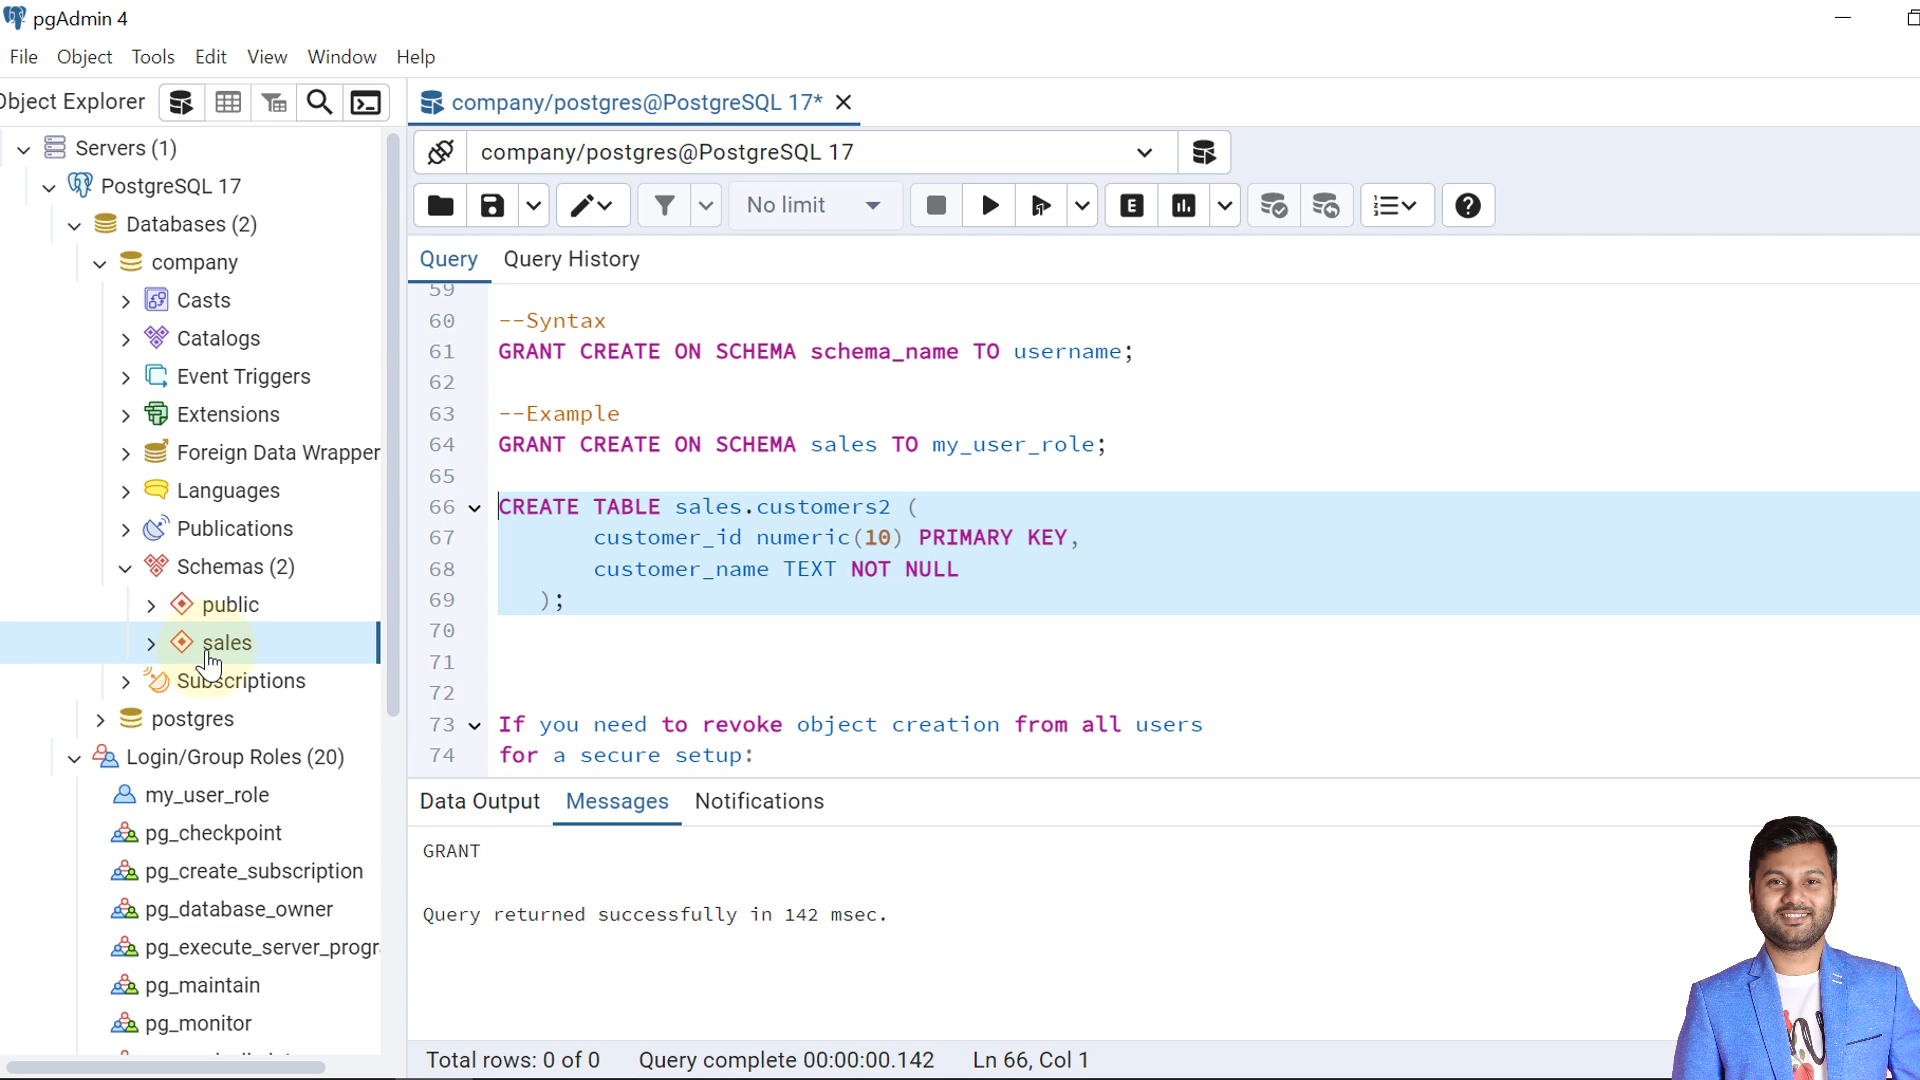 pgAdmin 4
File Object Tools Edit View Window Help
Object Explorer
company/postgres@PostgreSQL 17*
Servers (1)
PostgreSQL 17
Databases (2)
company
Casts
Catalogs
Event Triggers
Extensions
Foreign Data Wrapper
Languages
Publications
Schemas (2)
public
sales
Subscriptions
postgres
Login/Group Roles (20)
my_user_role
pg_checkpoint
pg_create_subscription
pg_database_owner
pg_execute_server_progr
pg_maintain
pg_monitor
company/postgres@PostgreSQL 17
No limit
E
Query Query History
59
60 --Syntax
61 GRANT CREATE ON SCHEMA schema_name TO username;
62
63 --Example
64 GRANT CREATE ON SCHEMA sales TO my_user_role;
65
66 CREATE TABLE sales.customers2 (
67 customer_id numeric(10) PRIMARY KEY,
68 customer_name TEXT NOT NULL
69 );
70
71
72
73 If you need to revoke object creation from all users
74 for a secure setup:
Data Output Messages Notifications
GRANT
Query returned successfully in 142 msec.
Total rows: 0 of 0 Query complete 00:00:00.142 Ln 66, Col 1